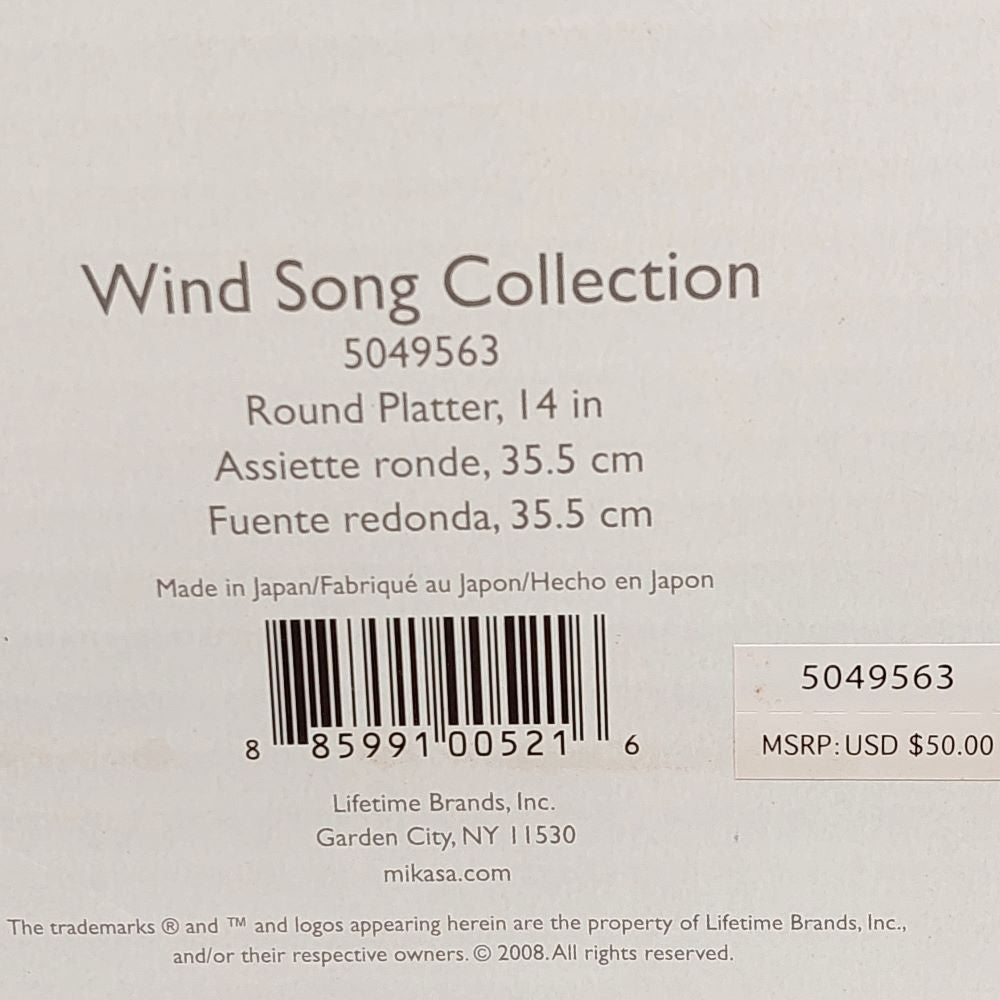 Wind Song Collection
5049563
Round Platter, 14 in
Assiette ronde, 35.5 cm
Fuente redonda, 35.5 cm
Made in Japan/Fabriqué au Japon/Hecho en Japon
8 85991 00521 6
5049563
MSRP: USD $50.00
Lifetime Brands, Inc.
Garden City, NY 11530
mikasa.com
The trademarks ® and ™ and logos appearing herein are the property of Lifetime Brands, Inc.,
and/or their respective owners. © 2008. All rights reserved.